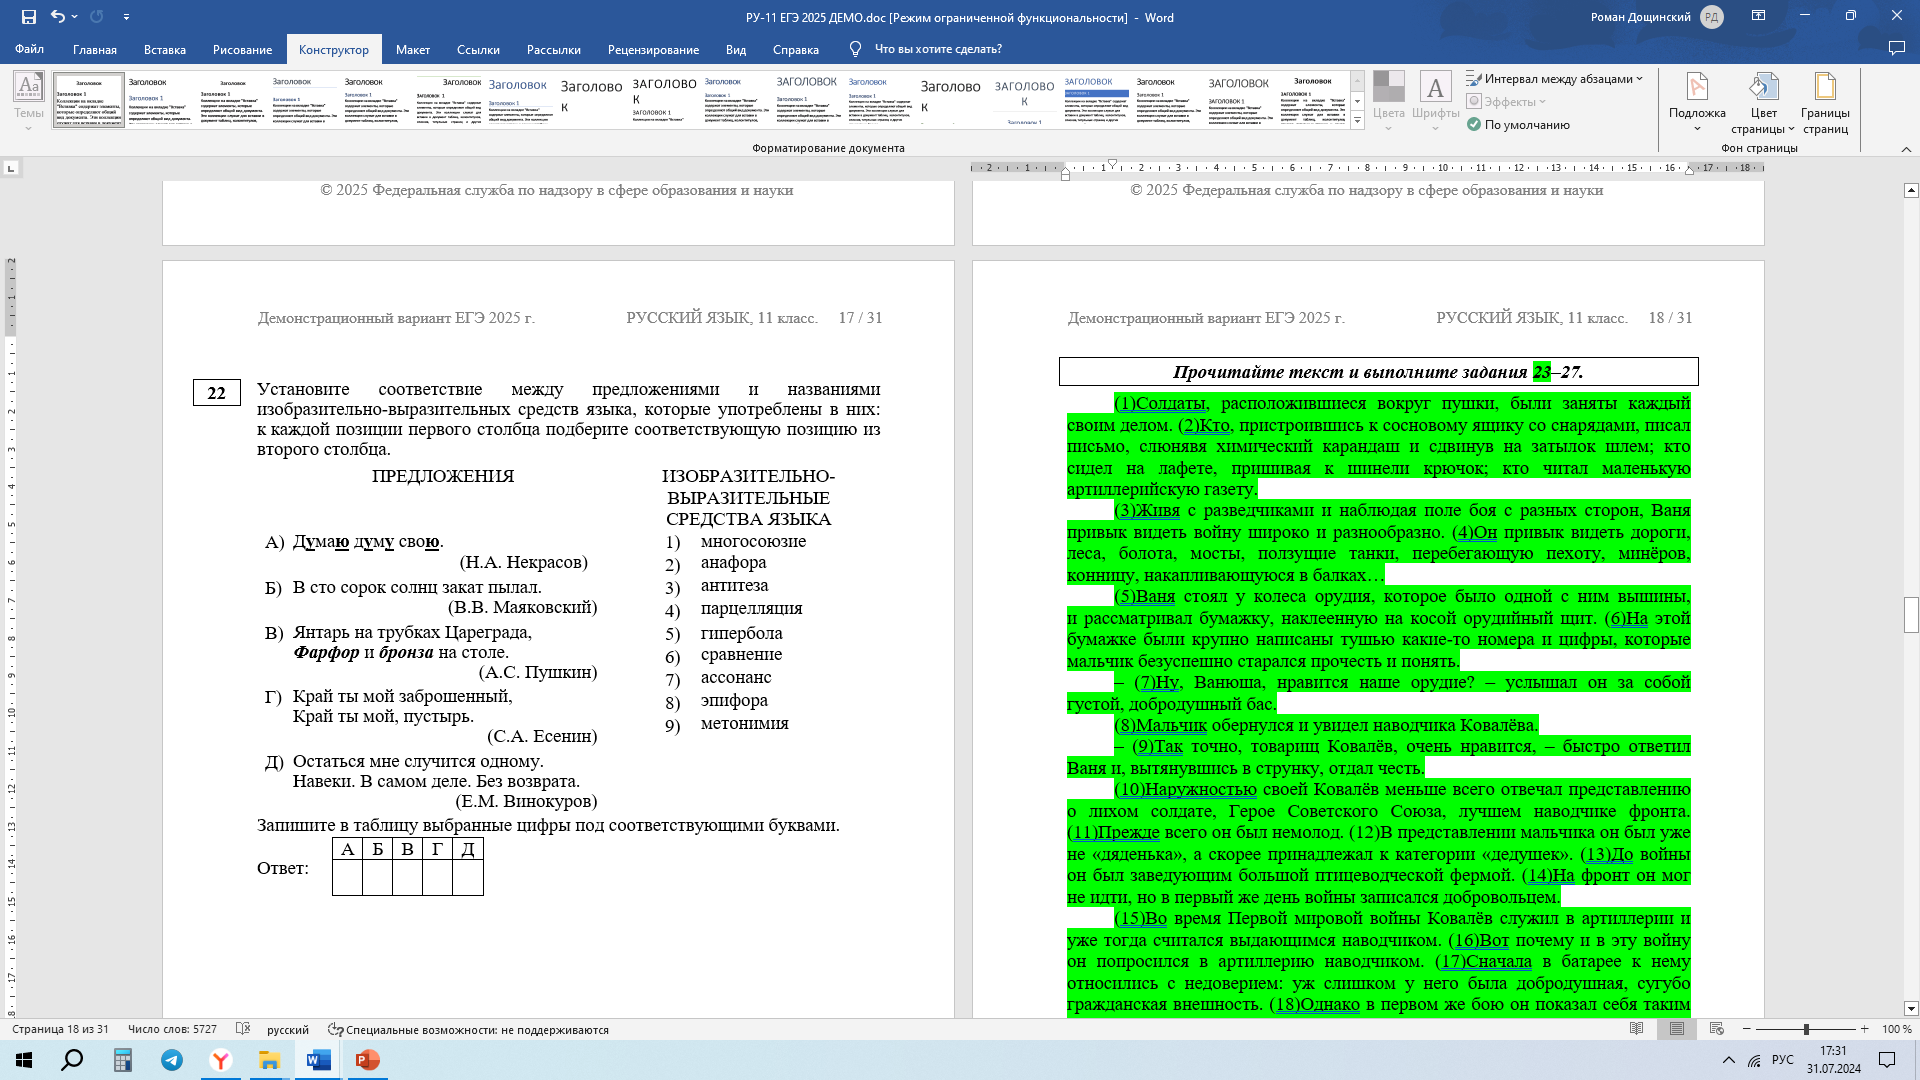 РУ-11 ЕГЭ 2025 ДЕМО.doc [Режим ограниченной функциональности] - Word
Роман Дощинский
РД
Файл Главная Вставка Рисование Конструктор Макет Ссылки Рассылки Рецензирование Вид Справка Что вы хотите сделать?
Темы
Цвета
Шрифты
Интервал между абзацами
Эффекты
По умолчанию
Подложка
Цвет страницы
Границы страниц
Форматирование документа
Фон страницы
© 2025 Федеральная служба по надзору в сфере образования и науки
© 2025 Федеральная служба по надзору в сфере образования и науки
Демонстрационный вариант ЕГЭ 2025 г. РУССКИЙ ЯЗЫК, 11 класс. 17 / 31
22
Установите соответствие между предложениями и названиями
изобразительно-выразительных средств языка, которые употреблены в них:
к каждой позиции первого столбца подберите соответствующую позицию из
второго столбца.
ПРЕДЛОЖЕНИЯ
А) Думаю думу свою.
(Н.А. Некрасов)
Б) В сто сорок солнц закат пылал.
(В.В. Маяковский)
В) Янтарь на трубках Цареграда,
Фарфор и бронза на столе.
(А.С. Пушкин)
Г) Край ты мой заброшенный,
Край ты мой, пустырь.
(С.А. Есенин)
Д) Остаться мне случится одному.
Навеки. В самом деле. Без возврата.
(Е.М. Винокуров)
ИЗОБРАЗИТЕЛЬНО-
ВЫРАЗИТЕЛЬНЫЕ
СРЕДСТВА ЯЗЫКА
1) многосоюзие
2) анафора
3) антитеза
4) парцелляция
5) гипербола
6) сравнение
7) ассонанс
8) эпифора
9) метонимия
Запишите в таблицу выбранные цифры под соответствующими буквами.
Ответ:
А Б В Г Д
Демонстрационный вариант ЕГЭ 2025 г. РУССКИЙ ЯЗЫК, 11 класс. 18 / 31
Прочитайте текст и выполните задания 23–27.
(1)Солдаты, расположившиеся вокруг пушки, были заняты каждый
своим делом. (2)Кто, пристроившись к сосновому ящику со снарядами, писал
письмо, слюнявя химический карандаш и сдвинув на затылок шлем; кто
сидел на лафете, пришивая к шинели крючок; кто читал маленькую
артиллерийскую газету.
(3)Живя с разведчиками и наблюдая поле боя с разных сторон, Ваня
привык видеть войну широко и разнообразно. (4)Он привык видеть дороги,
леса, болота, мосты, ползущие танки, перебегающую пехоту, минёров,
конницу, накапливающуюся в балках…
(5)Ваня стоял у колеса орудия, которое было одной с ним вышины,
и рассматривал бумажку, наклеенную на косой орудийный щит. (6)На этой
бумажке были крупно написаны тушью какие-то номера и цифры, которые
мальчик безуспешно старался прочесть и понять.
– (7)Ну, Ванюша, нравится наше орудие? – услышал он за собой
густой, добродушный бас.
(8)Мальчик обернулся и увидел наводчика Ковалёва.
– (9)Так точно, товарищ Ковалёв, очень нравится, – быстро ответил
Ваня и, вытянувшись в струнку, отдал честь.
(10)Наружностью своей Ковалёв меньше всего отвечал представлению
о лихом солдате, Герое Советского Союза, лучшем наводчике фронта.
(11)Прежде всего он был немолод. (12)В представлении мальчика он был уже
не «дяденька», а скорее принадлежал к категории «дедушек». (13)До войны
он был заведующим большой птицеводческой фермой. (14)На фронт он мог
не идти, но в первый же день войны записался добровольцем.
(15)Во время Первой мировой войны Ковалёв служил в артиллерии и
уже тогда считался выдающимся наводчиком. (16)Вот почему и в эту войну
он попросился в артиллерию наводчиком. (17)Сначала в батарее к нему
относились с недоверием: уж слишком у него была добродушная, сугубо
гражданская внешность. (18)Однако в первом же бою он показал себя таким
Страница 18 из 31 Число слов: 5727 русский Специальные возможности: не поддерживаются 100 %
РУС
17:31
31.07.2024